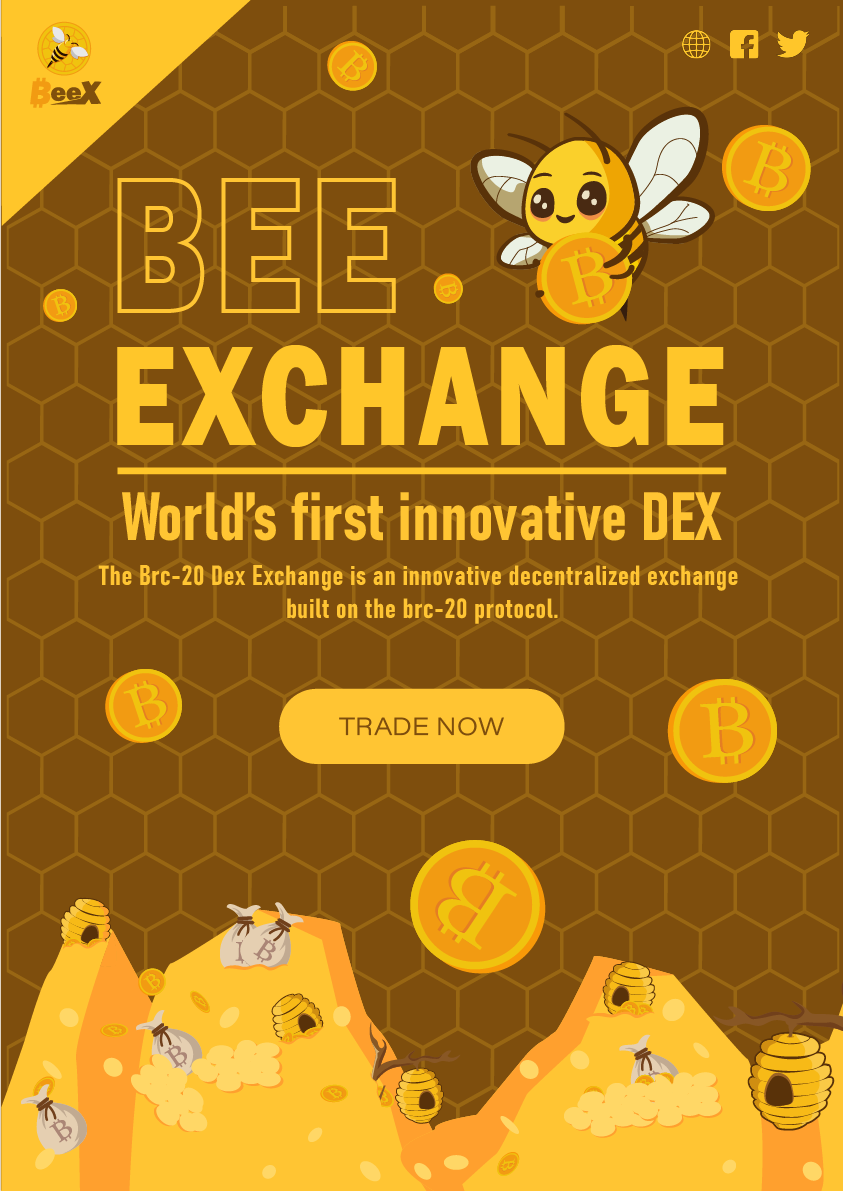 BeeX
BEE
EXCHANGE
World's first innovative DEX
The Brc-20 Dex Exchange is an innovative decentralized exchange
built on the brc-20 protocol.
TRADE NOW